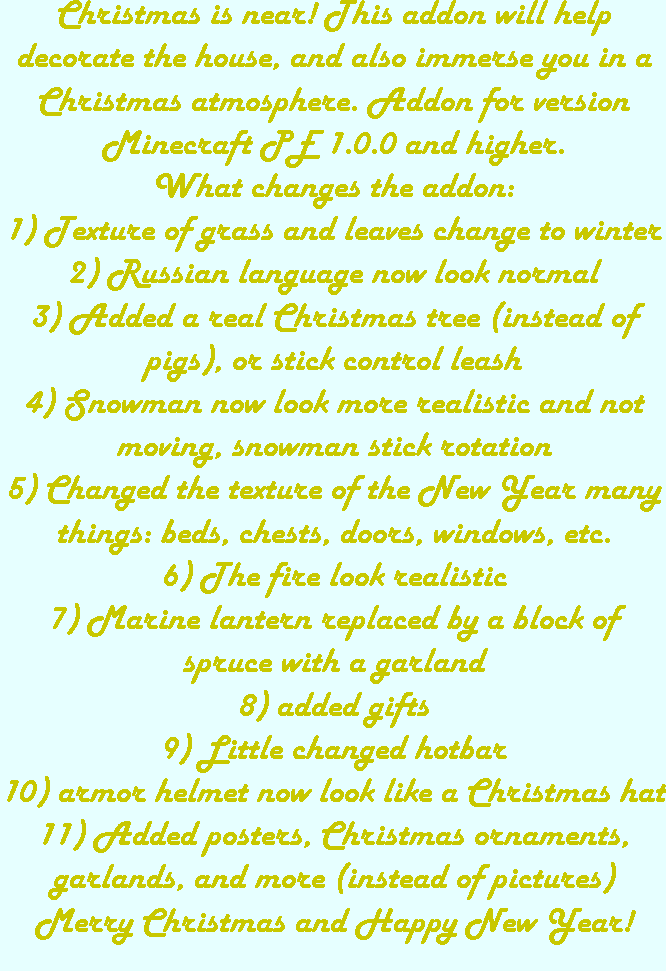 Christmas is near! This addon will help
decorate the house, and also immerse you in a
Christmas atmosphere. Addon for version
Minecraft PE 1.0.0 and higher.
What changes the addon:
1) Texture of grass and leaves change to winter
2) Russian language now look normal
3) Added a real Christmas tree (instead of
pigs), or stick control leash
4) Snowman now look more realistic and not
moving, snowman stick rotation
5) Changed the texture of the New Year many
things: beds, chests, doors, windows, etc.
6) The fire look realistic
7) Marine lantern replaced by a block of
spruce with a garland
8) added gifts
9) Little changed hotbar
10) armor helmet now look like a Christmas hat
11) Added posters, Christmas ornaments,
garlands, and more (instead of pictures)
Merry Christmas and Happy New Year!